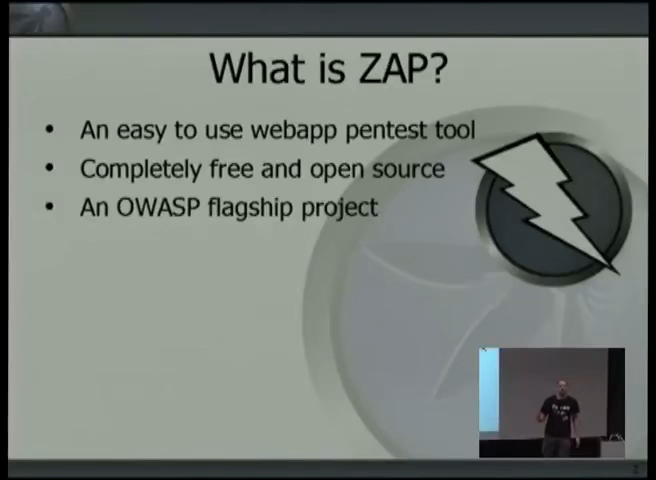 What is ZAP?
• An easy to use webapp pentest tool
• Completely free and open source
• An OWASP flagship project